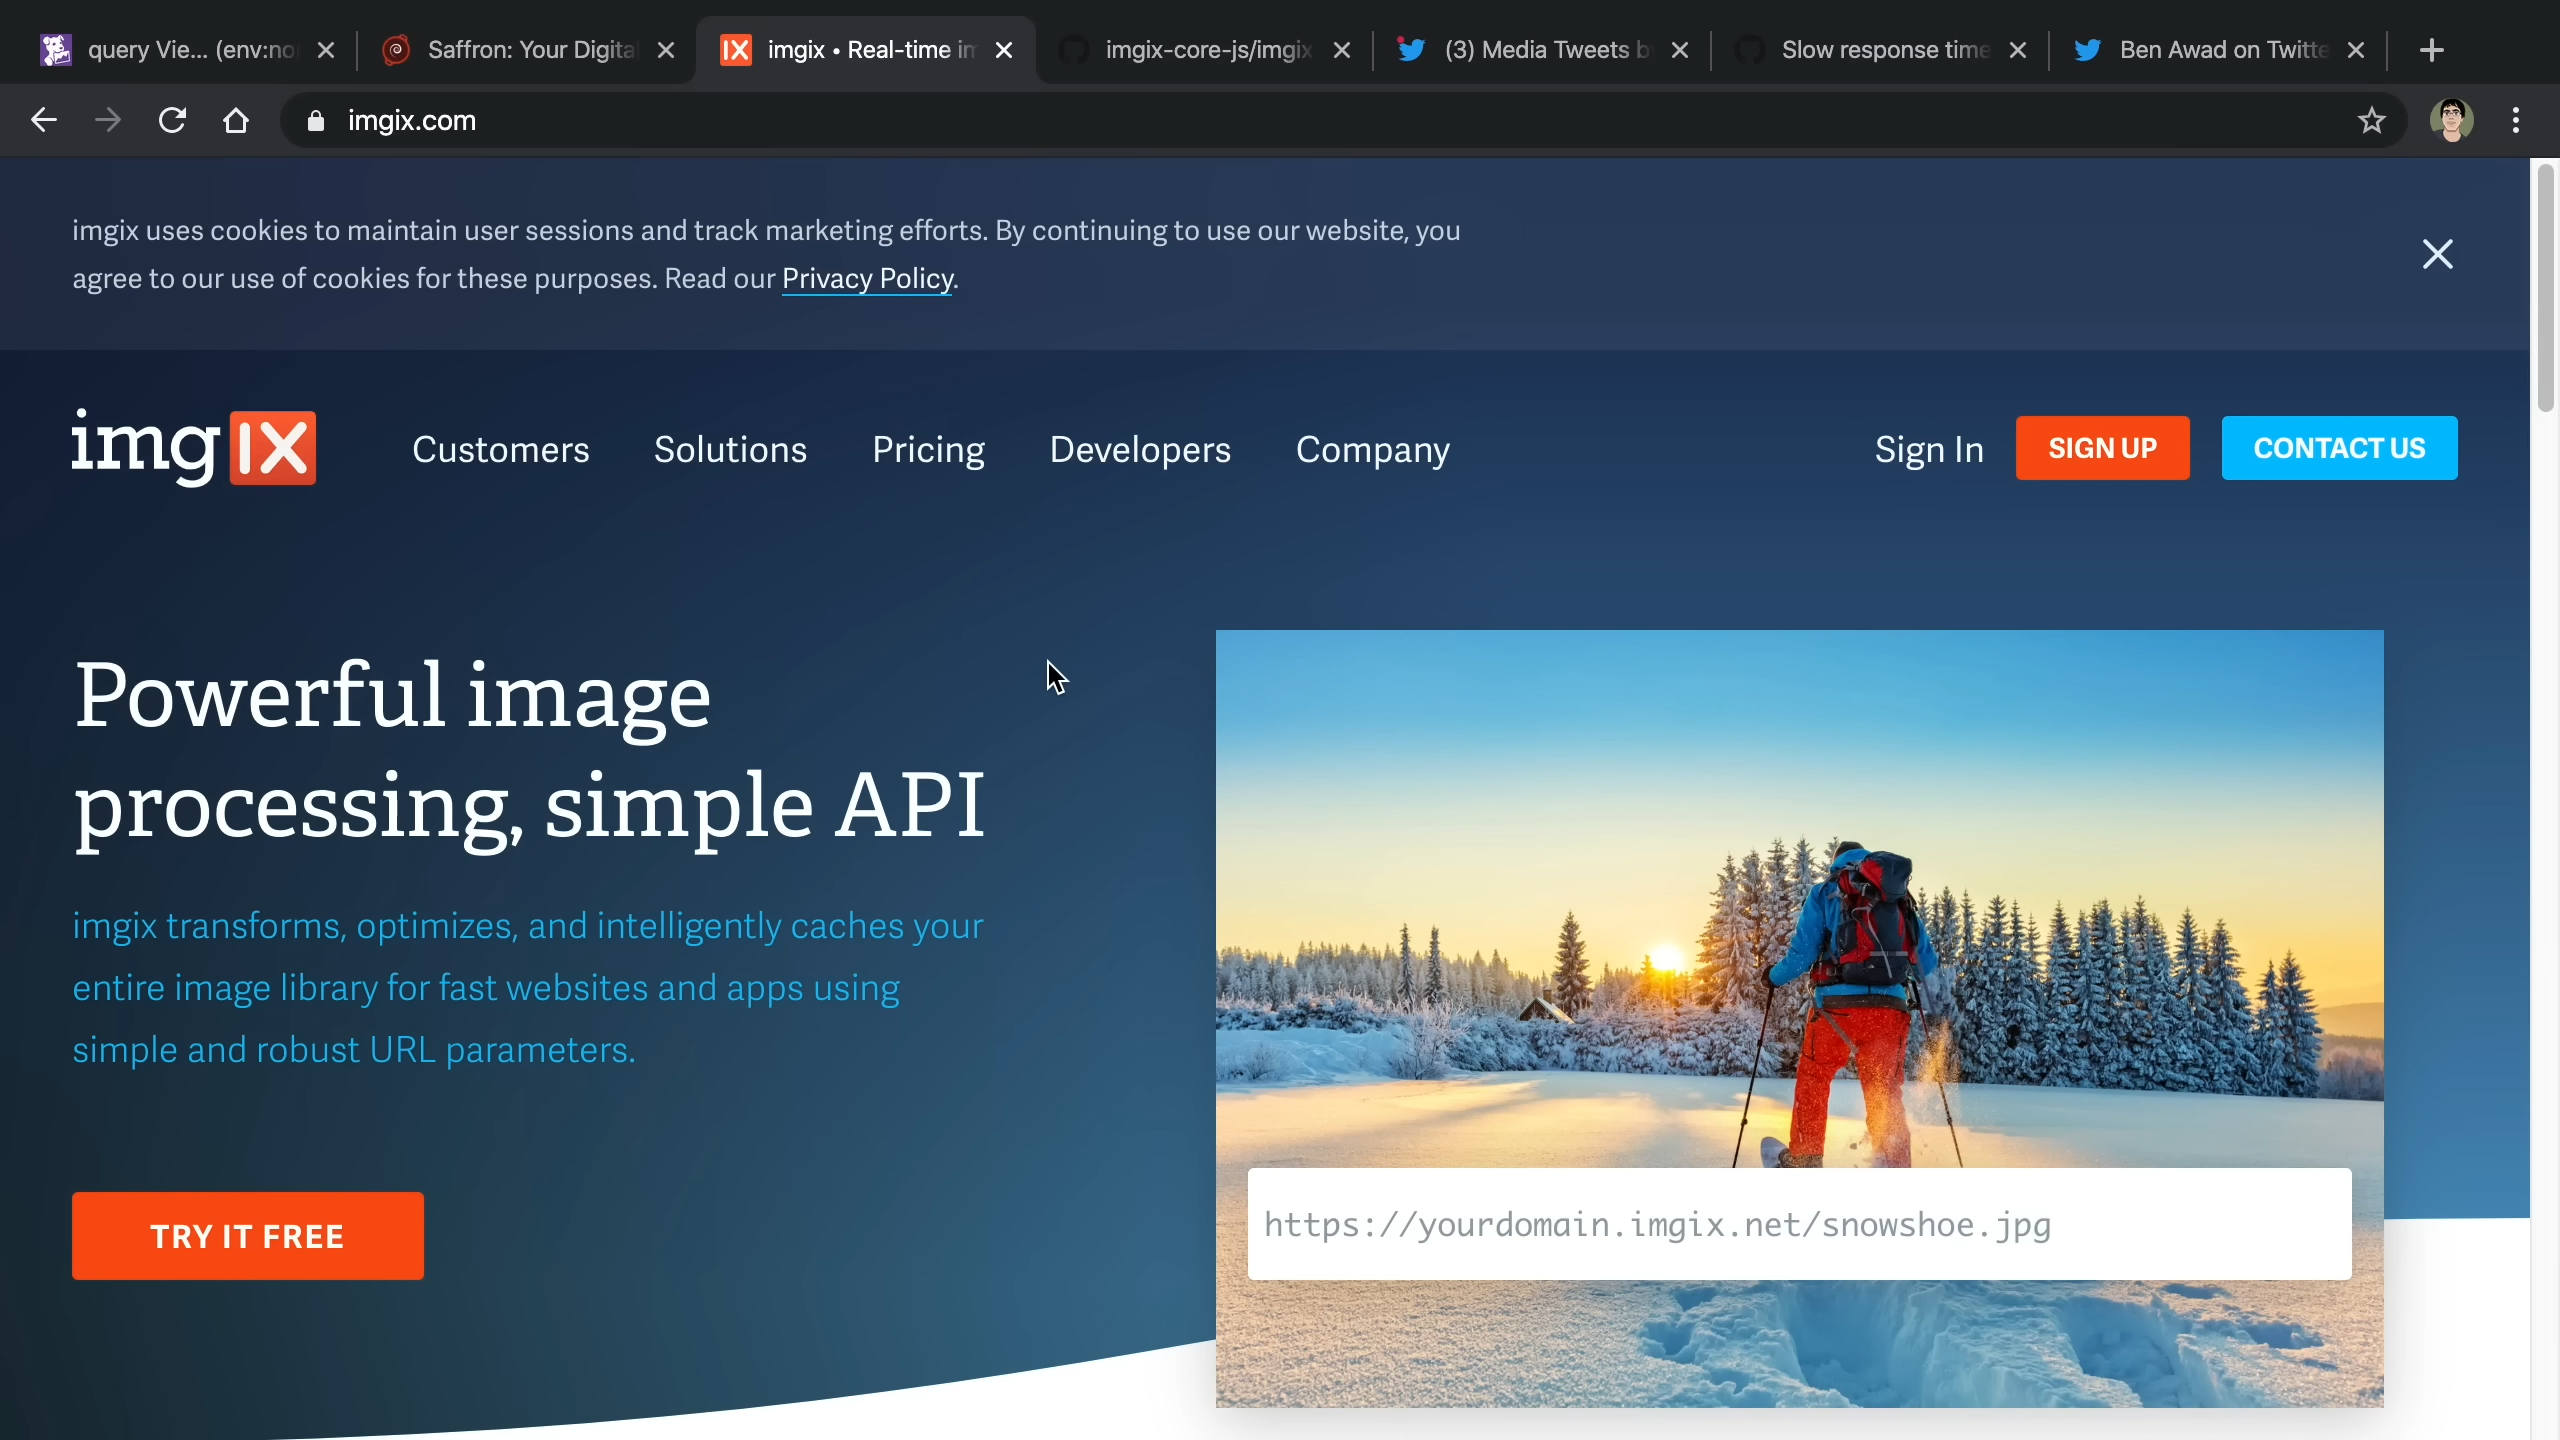 query Vie... (env:no
Saffron: Your Digita
imgix • Real-time im
imgix-core-js/imgix
(3) Media Tweets b
Slow response time
Ben Awad on Twitte
imgix.com
imgix uses cookies to maintain user sessions and track marketing efforts. By continuing to use our website, you
agree to our use of cookies for these purposes. Read our Privacy Policy.
imgIX
Customers
Solutions
Pricing
Developers
Company
Sign In
SIGN UP
CONTACT US
Powerful image
processing, simple API
imgix transforms, optimizes, and intelligently caches your
entire image library for fast websites and apps using
simple and robust URL parameters.
TRY IT FREE
https://yourdomain.imgix.net/snowshoe.jpg